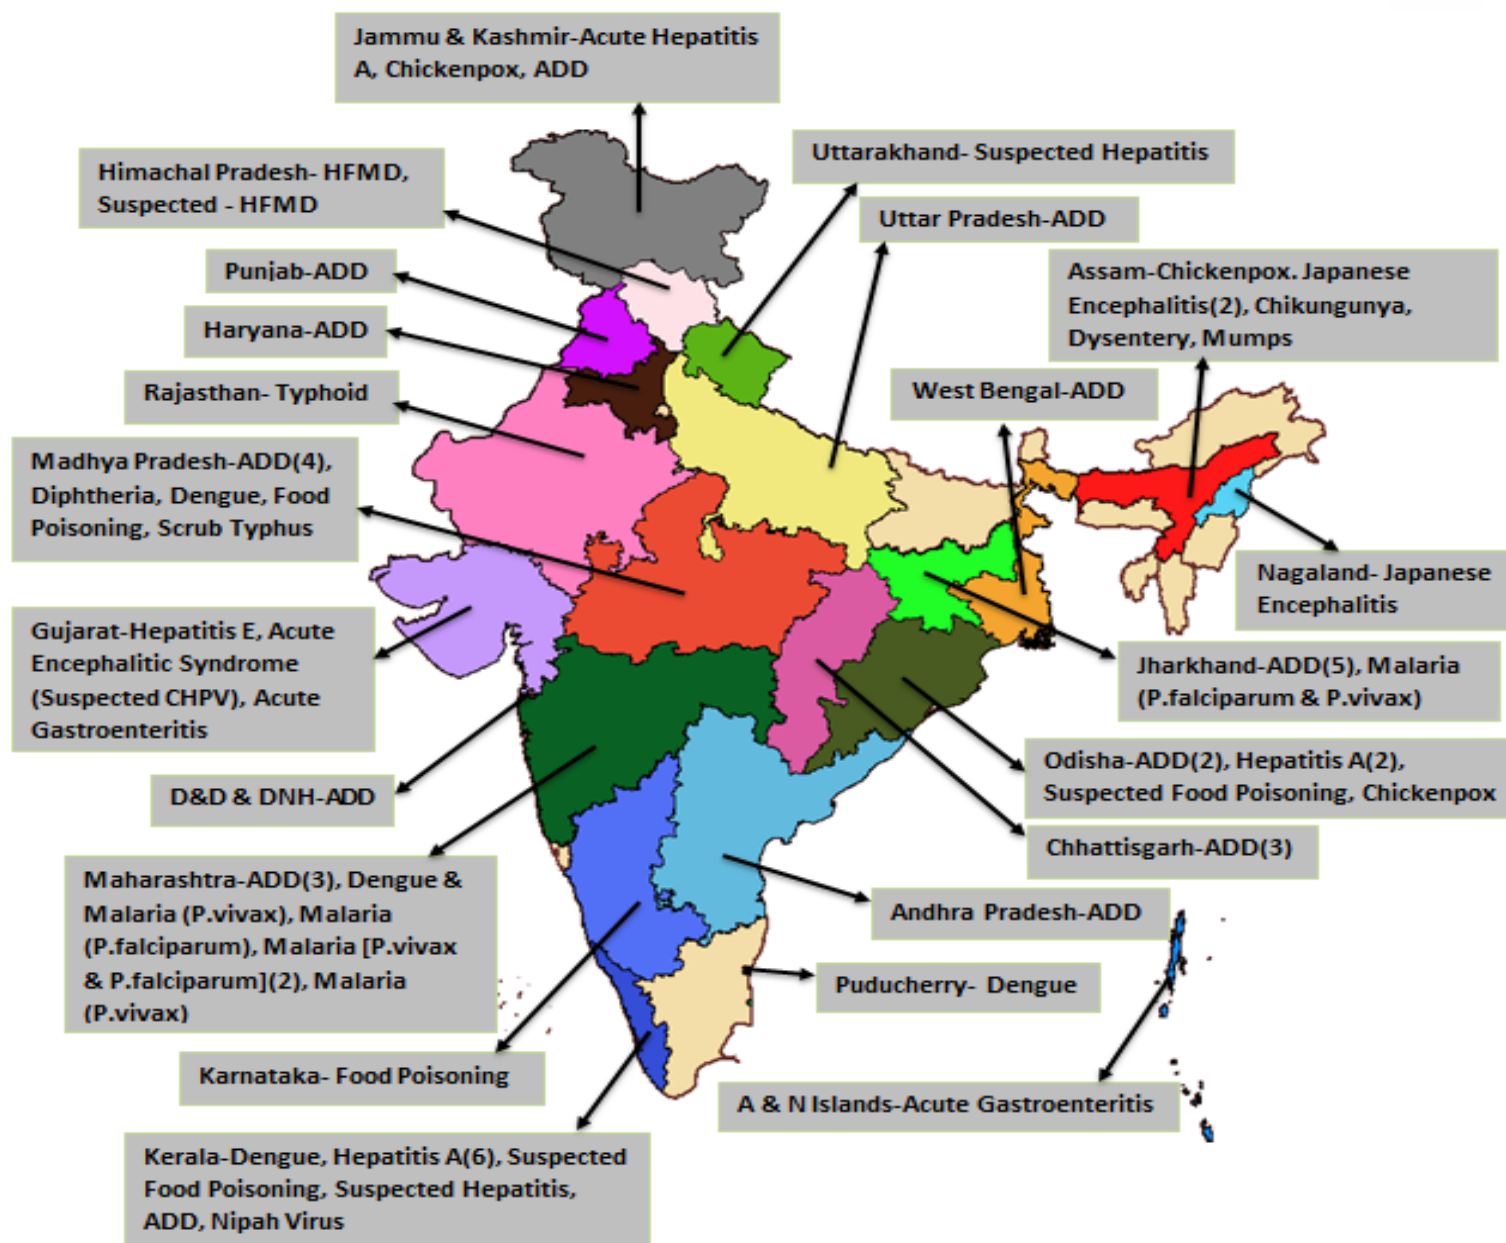 Jammu & Kashmir-Acute Hepatitis
A, Chickenpox, ADD
Himachal Pradesh- HFMD,
Suspected - HFMD
Uttarakhand- Suspected Hepatitis
Uttar Pradesh-ADD
Punjab-ADD
Haryana-ADD
Assam-Chickenpox. Japanese
Encephalitis(2), Chikungunya,
Dysentery, Mumps
Rajasthan- Typhoid
West Bengal-ADD
Madhya Pradesh-ADD(4),
Diphtheria, Dengue, Food
Poisoning, Scrub Typhus
Nagaland- Japanese
Encephalitis
Gujarat-Hepatitis E, Acute
Encephalitic Syndrome
(Suspected CHPV), Acute
Gastroenteritis
Jharkhand-ADD(5), Malaria
(P.falciparum & P.vivax)
D&D & DNH-ADD
Odisha-ADD(2), Hepatitis A(2),
Suspected Food Poisoning, Chickenpox
Chhattisgarh-ADD(3)
Maharashtra-ADD(3), Dengue &
Malaria (P.vivax), Malaria
(P.falciparum), Malaria [P.vivax
& P.falciparum](2), Malaria
(P.vivax)
Andhra Pradesh-ADD
Puducherry- Dengue
Karnataka- Food Poisoning
A & N Islands-Acute Gastroenteritis
Kerala-Dengue, Hepatitis A(6), Suspected
Food Poisoning, Suspected Hepatitis,
ADD, Nipah Virus